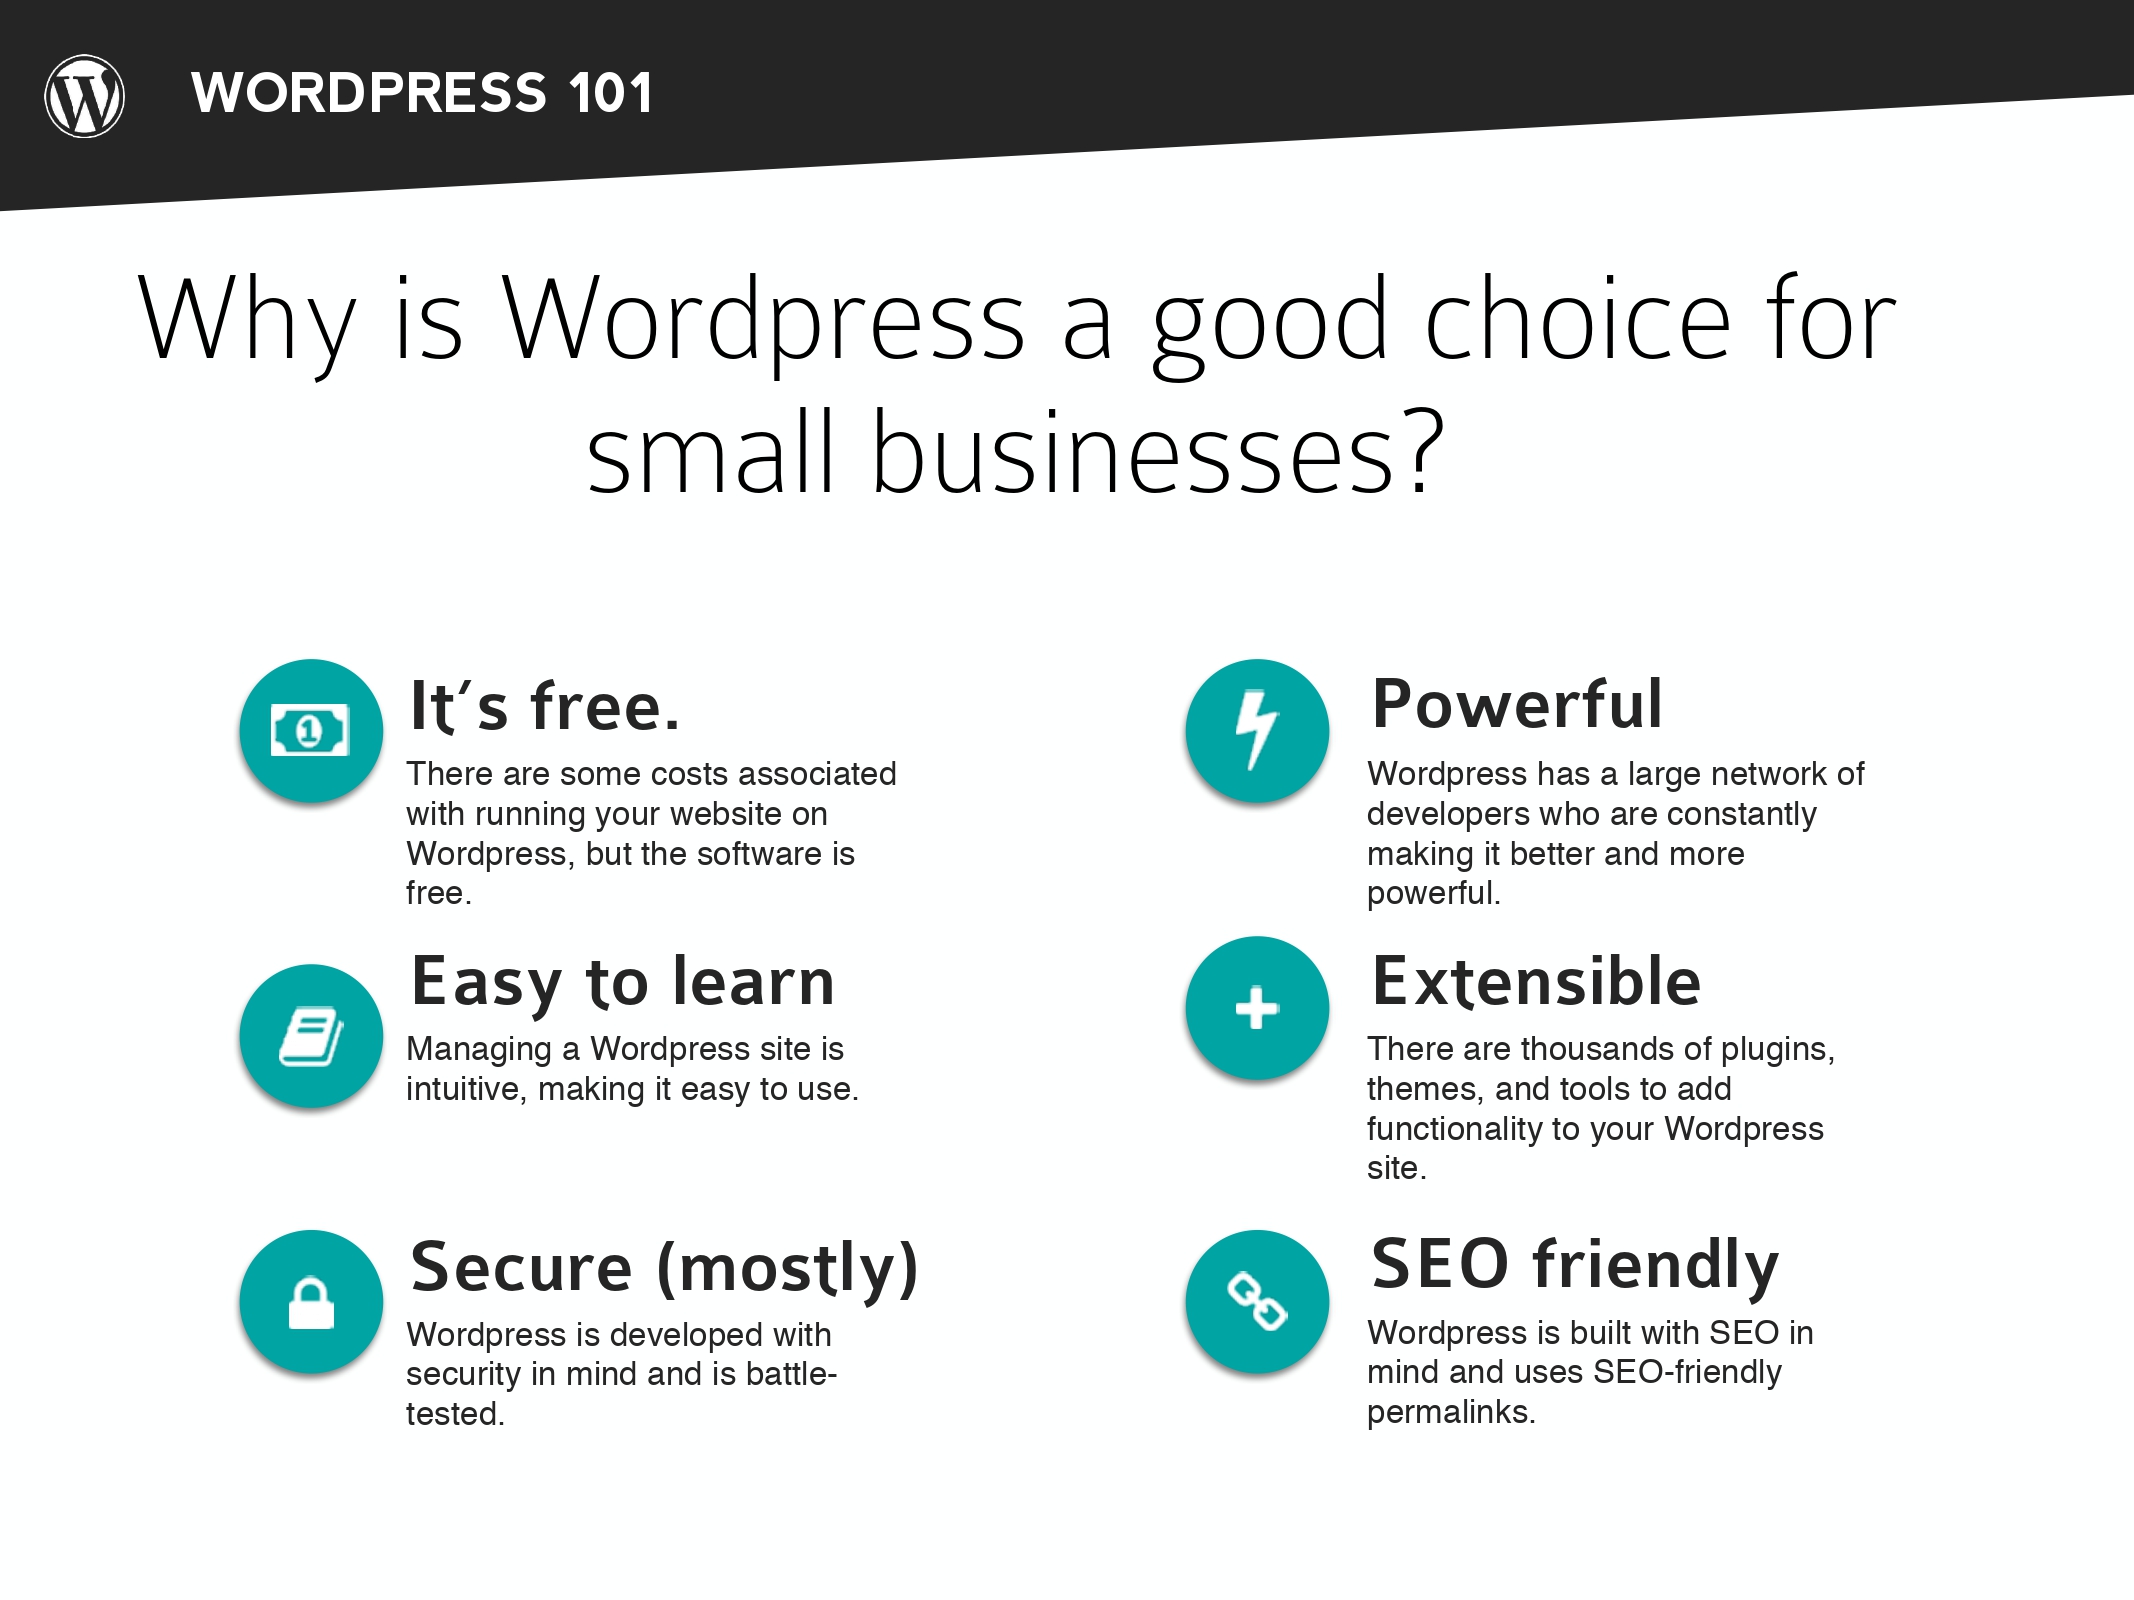 WORDPRESS 101
Why is Wordpress a good choice for
small businesses?
It's free.
There are some costs associated
with running your website on
Wordpress, but the software is
free.
Easy to learn
Managing a Wordpress site is
intuitive, making it easy to use.
Secure (mostly)
Wordpress is developed with
security in mind and is battle-
tested.
Powerful
Wordpress has a large network of
developers who are constantly
making it better and more
powerful.
Extensible
There are thousands of plugins,
themes, and tools to add
functionality to your Wordpress
site.
SEO friendly
Wordpress is built with SEO in
mind and uses SEO-friendly
permalinks.